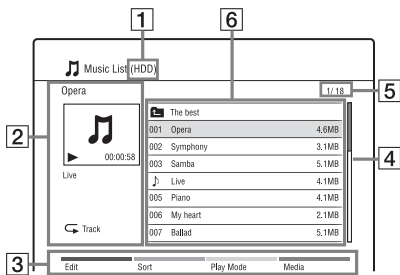 1
6
Music List (HDD)
Opera
1/ 18
5
2
00:00:58
Live
Track
The best
001 Opera 4.6MB
002 Symphony 3.1MB
003 Samba 5.1MB
Live 4.1MB
005 Piano 4.1MB
006 My heart 2.1MB
007 Ballad 5.1MB
4
3
Edit Sort Play Mode Media